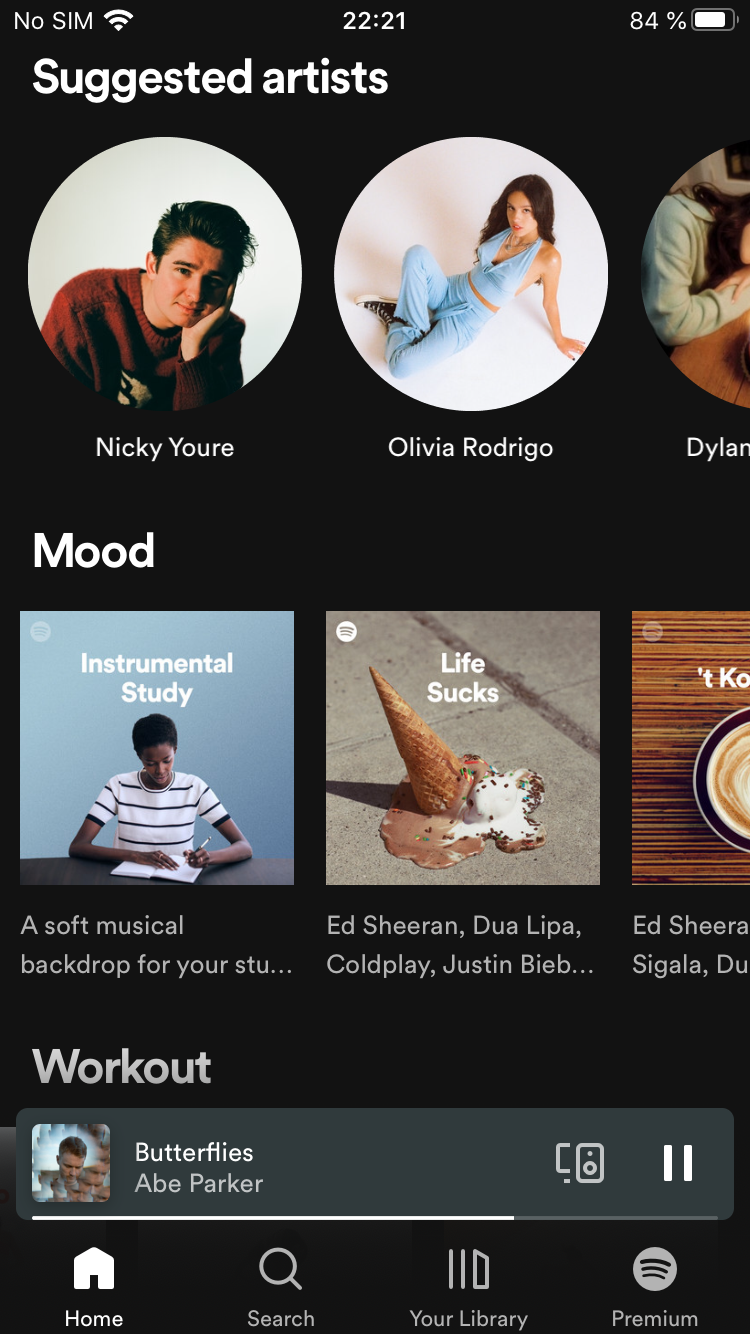 No SIM 22:21 84 %
Suggested artists
Nicky Youre Olivia Rodrigo Dylan
Mood
Instrumental
Study
Life
Sucks
't Ko
A soft musical
backdrop for your stu...
Ed Sheeran, Dua Lipa,
Coldplay, Justin Bieb...
Ed Sheera
Sigala, Du
Workout
Butterflies
Abe Parker
Home Search Your Library Premium